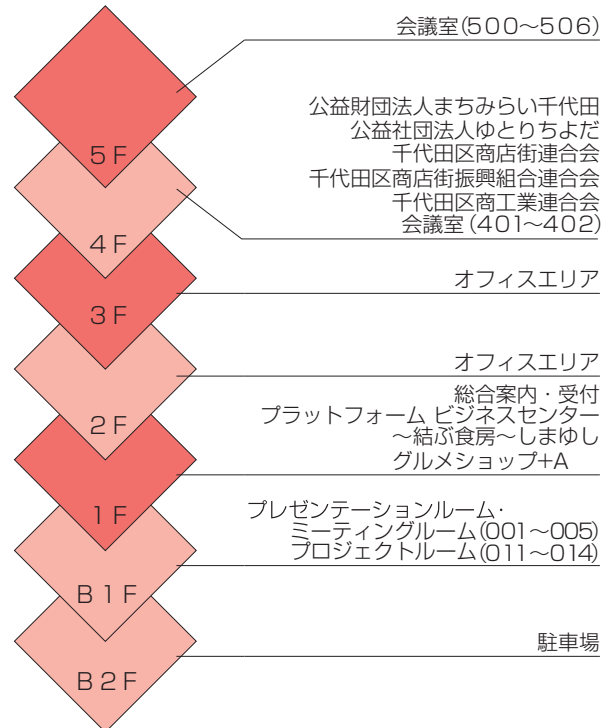 会議室(500〜506)
5F
公益財団法人まちみらい千代田
公益社団法人ゆとりちよだ
千代田区商店街連合会
千代田区商店街振興組合連合会
千代田区商工業連合会
会議室(401〜402)
4F
オフィスエリア
3F
オフィスエリア
2F
総合案内・受付
プラットフォーム ビジネスセンター
〜結ぶ食房〜しまゆし
グルメショップ+A
1F
プレゼンテーションルーム・
ミーティングルーム(001〜005)
プロジェクトルーム(011〜014)
B1F
駐車場
B2F